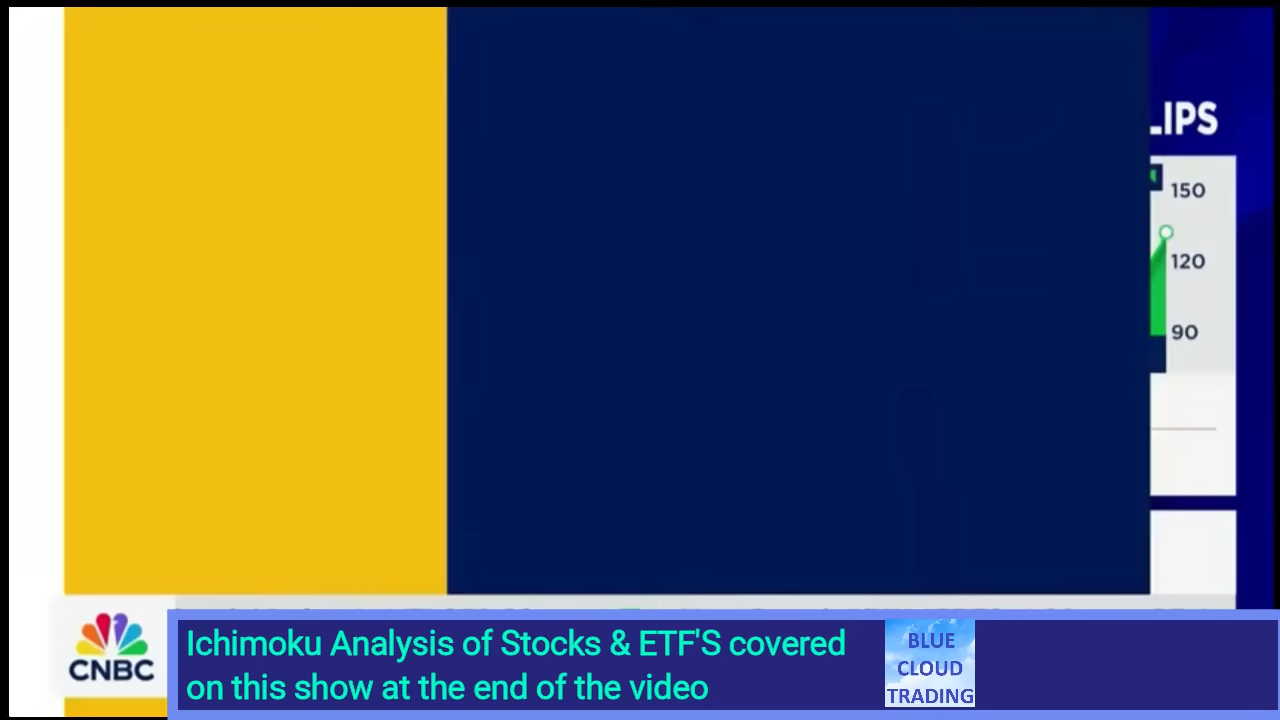 LIPS
150
120
90
CNBC
Ichimoku Analysis of Stocks & ETF'S covered
on this show at the end of the video
BLUE
CLOUD
TRADING